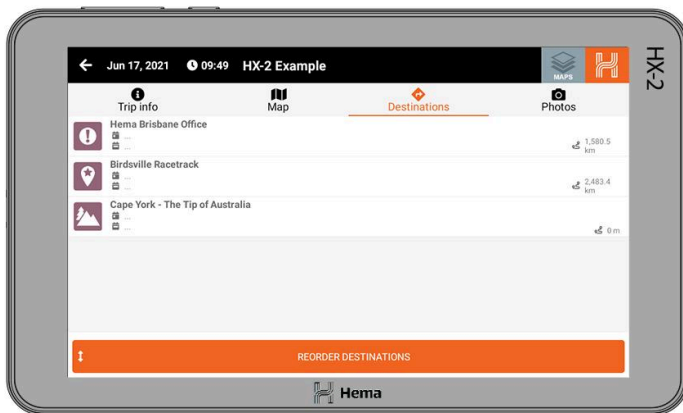 Jun 17, 2021 09:49 HX-2 Example
MAPS
HX-2
Trip info Map Destinations Photos
Hema Brisbane Office
...
...
1,580.5
km
Birdsville Racetrack
...
...
2,483.4
km
Cape York - The Tip of Australia
...
...
0 m
REORDER DESTINATIONS
Hema